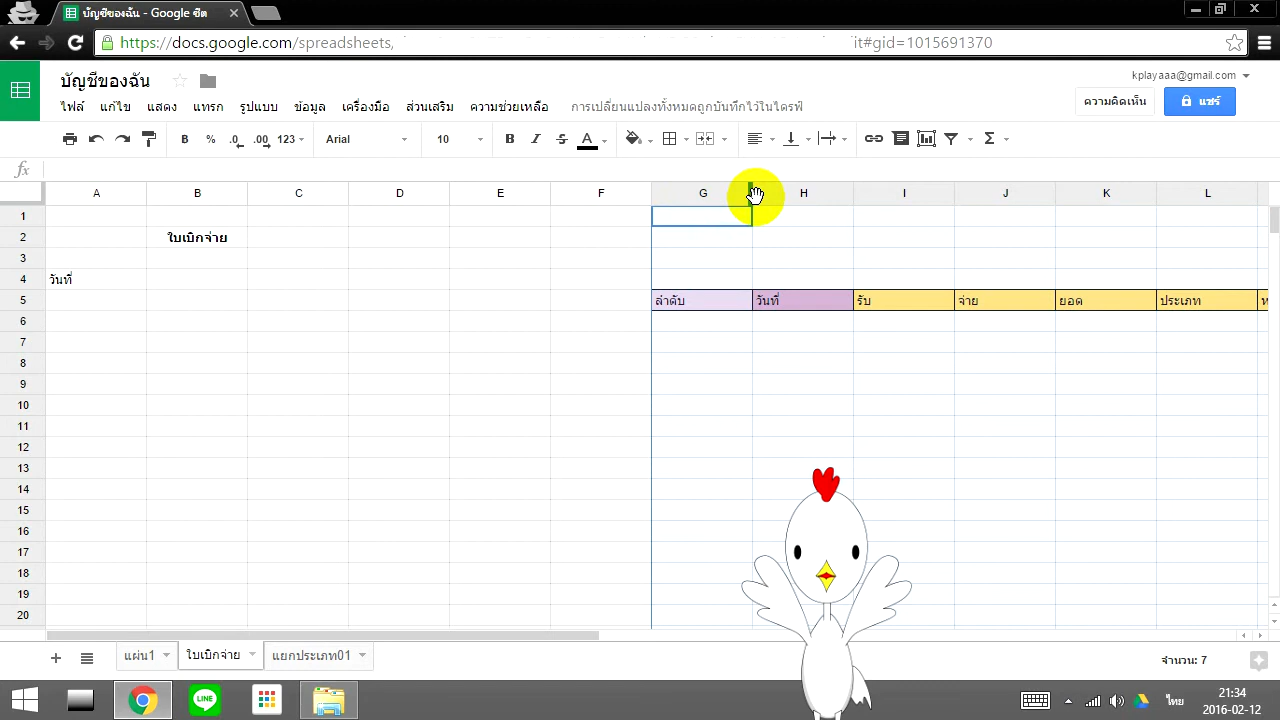 บัญชีของฉัน - Google ชีต
https://docs.google.com/spreadsheets,
it#gid=1015691370
บัญชีของฉัน
kplayaaa@gmail.com
ไฟล์ แก้ไข แสดง แทรก รูปแบบ ข้อมูล เครื่องมือ ส่วนเสริม ความช่วยเหลือ การเปลี่ยนแปลงทั้งหมดถูกบันทึกไว้ในไดรฟ์
ความคิดเห็น แชร์
B % .0 .00 123 Arial 10 B I S A Σ
fx
A B C D E F G H I J K L
1
2 ใบเบิกจ่าย
3
4 วันที่
5 ลำดับ วันที่ รับ จ่าย ยอด ประเภท ห
6
7
8
9
10
11
12
13
14
15
16
17
18
19
20
แผ่น1 ใบเบิกจ่าย แยกประเภท01 จำนวน: 7
LINE
ไทย
21:34
2016-02-12